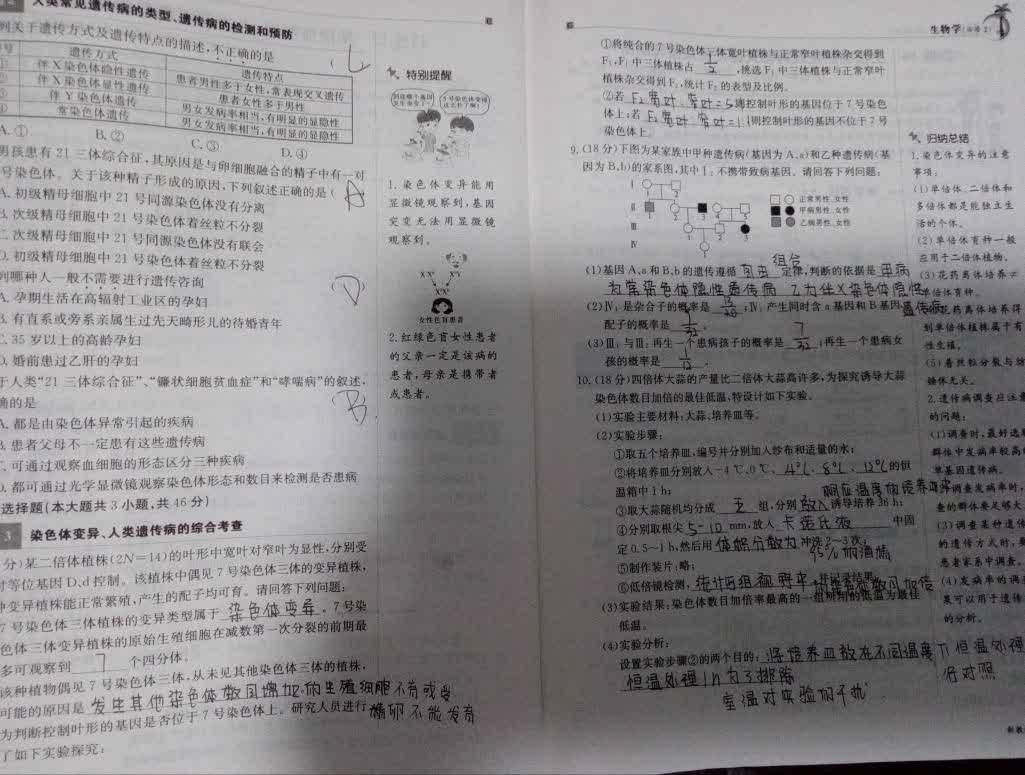 人类常见遗传病的类型、遗传病的检测和预防
列关于遗传方式及遗传特点的描述,不正确的是
遗传方式 遗传特点
伴X染色体隐性遗传 患者男性多于女性,常表现交叉遗传
伴X染色体显性遗传 患者女性多于男性
伴Y染色体遗传 男女发病率相当,有明显的显隐性
常染色体遗传 男女发病率相当,有明显的显隐性
A. ① B. ② C. ③ D. ④
男孩患有21三体综合征,其原因是与卵细胞融合的精子中有一对
号染色体。关于该种精子形成的原因,下列叙述正确的是( A
A. 初级精母细胞中21号同源染色体没有分离
B. 次级精母细胞中21号染色体着丝粒不分裂
C. 次级精母细胞中21号同源染色体没有联会
D. 初级精母细胞中21号染色体着丝粒不分裂
列哪种人一般不需要进行遗传咨询 ( D )
A. 孕期生活在高辐射工业区的孕妇
B. 有直系或旁系亲属生过先天畸形儿的待婚青年
C. 35岁以上的高龄孕妇
D. 婚前患过乙肝的孕妇
于人类“21三体综合征”、“镰状细胞贫血症”和“哮喘病”的叙述,
确的是 ( B
A. 都是由染色体异常引起的疾病
B. 患者父母不一定患有这些遗传病
C. 可通过观察血细胞的形态区分三种疾病
D. 都可通过光学显微镜观察染色体形态和数目来检测是否患病
选择题(本大题共3小题,共46分)
3 染色体变异、人类遗传病的综合考查
分)某二倍体植株(2N=14)的叶形中宽叶对窄叶为显性,分别受
对等位基因D、d控制。该植株中偶见7号染色体三体的变异植株,
种变异植株能正常繁殖,产生的配子均可育。请回答下列问题:
7号染色体三体植株的变异类型属于 染色体变异 。7号染
色体三体变异植株的原始生殖细胞在减数第一次分裂的前期最
多可观察到 7 个四分体。
该种植物偶见7号染色体三体,从未见其他染色体三体的植株,
可能的原因是 发生其他染色体数目增加的生殖细胞不育或受
精卵不能发育
为判断控制叶形的基因是否位于7号染色体上。研究人员进行
了如下实验探究:
特别提醒
1. 染色体变异能用
显微镜观察到,基因
突变无法用显微镜
观察到。
女性色盲患者
2. 红绿色盲女性患者
的父亲一定是该病的
患者,母亲是携带者
或患者。
生物学(必修2)
①将纯合的7号染色体三体宽叶植株与正常窄叶植株杂交得到
F₁,F₁中三体植株占 1/2 ,挑选F₁中三体植株与正常窄叶
植株杂交得到F₂,统计F₂的表型及比例。
②若 F₂宽叶:窄叶=5:1 则控制叶形的基因位于7号染色
体上;若 F₂宽叶:窄叶=1:1 则控制叶形的基因不位于7号
染色体上。
9. (18分)下图为某家族中甲种遗传病(基因为A、a)和乙种遗传病(基
因为B、b)的家系图,其中Ⅰ₁不携带致病基因。请回答下列问题:
正常男性、女性
甲病男性、女性
乙病男性、女性
(1)基因A、a和B、b的遗传遵循 自由组合 定律,判断的依据是 甲病
为常染色体隐性遗传病 乙为伴X染色体隐性遗传病
(2)Ⅳ₁是杂合子的概率是 ;Ⅳ₁产生同时含a基因和B基因
配子的概率是 。
(3)Ⅲ₁与Ⅲ₂再生一个患病孩子的概率是 7/32 ;再生一个患病女
孩的概率是 。
10. (18分)四倍体大蒜的产量比二倍体大蒜高许多,为探究诱导大蒜
染色体数目加倍的最佳低温,特设计如下实验。
(1)实验主要材料:大蒜、培养皿等。
(2)实验步骤:
①取五个培养皿,编号并分别加入纱布和适量的水;
②将培养皿分别放入-4 ℃、0 ℃、 4℃、8℃、12℃ 的恒
温箱中1 h;
③取大蒜随机均分成 五 组,分别 放入相应温度的培养皿中 诱导培养36 h;
④分别取根尖 5~10 mm,放入 卡诺氏液 中固
定0.5~1 h,然后用 体积分数为95%的酒精 冲洗2~3次;
⑤制作装片:略;
⑥低倍镜检测,
(3)实验结果:染色体数目加倍率最高的一组所用的低温为最佳
低温。
(4)实验分析:
设置实验步骤②的两个目的: 将培养皿放在不同温度下恒温处理
恒温处理1h为了排除
室温对实验的干扰
归纳总结
1. 染色体变异的注意
事项:
(1)单倍体、二倍体和
多倍体都是能独立生
活的个体。
(2)单倍体育种一般
应用于二倍体植物。
(3)花药离体培养≠
单倍体育种。
花药离体培养得
到单倍体植株属于有
性生殖。
(5)着丝粒分裂与纺
锤体无关。
2. 遗传病调查应注意
的问题:
(1)调查时,最好选
群体中发病率较高
单基因遗传病。
调查发病率时,
查的群体要足够大
(3)调查某种遗传
的遗传方式时,要
患者家系中调查。
(4)发病率的调查
果可以用于遗传
的分析。